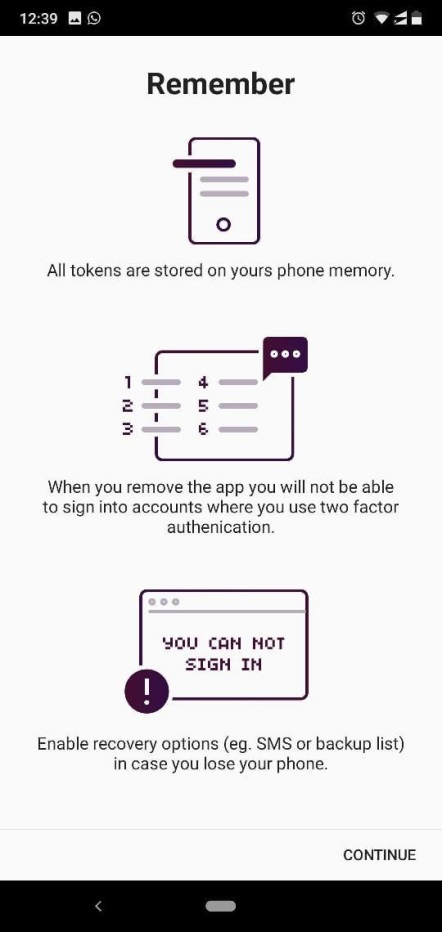 12:39
Remember
All tokens are stored on yours phone memory.
1 4
2 5
3 6
When you remove the app you will not be able
to sign into accounts where you use two factor
authenication.
YOU CAN NOT
SIGN IN
!
Enable recovery options (eg. SMS or backup list)
in case you lose your phone.
CONTINUE